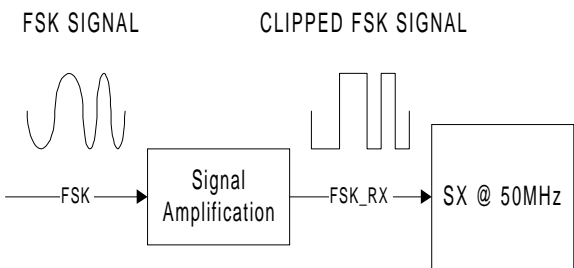 FSK SIGNAL
CLIPPED FSK SIGNAL
FSK
Signal
Amplification
FSK_RX
SX @ 50MHz